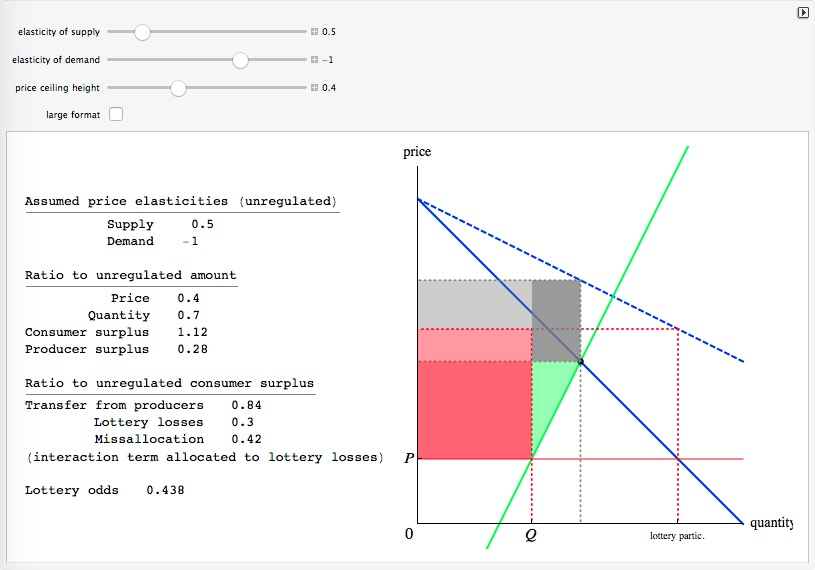 elasticity of supply 0.5
elasticity of demand −1
price ceiling height 0.4
large format
price
Assumed price elasticities (unregulated)
Supply 0.5
Demand −1
Ratio to unregulated amount
Price 0.4
Quantity 0.7
Consumer surplus 1.12
Producer surplus 0.28
Ratio to unregulated consumer surplus
Transfer from producers 0.84
Lottery losses 0.3
Missallocation 0.42
(interaction term allocated to lottery losses)
Lottery odds 0.438
P
0
Q
lottery partic.
quantity